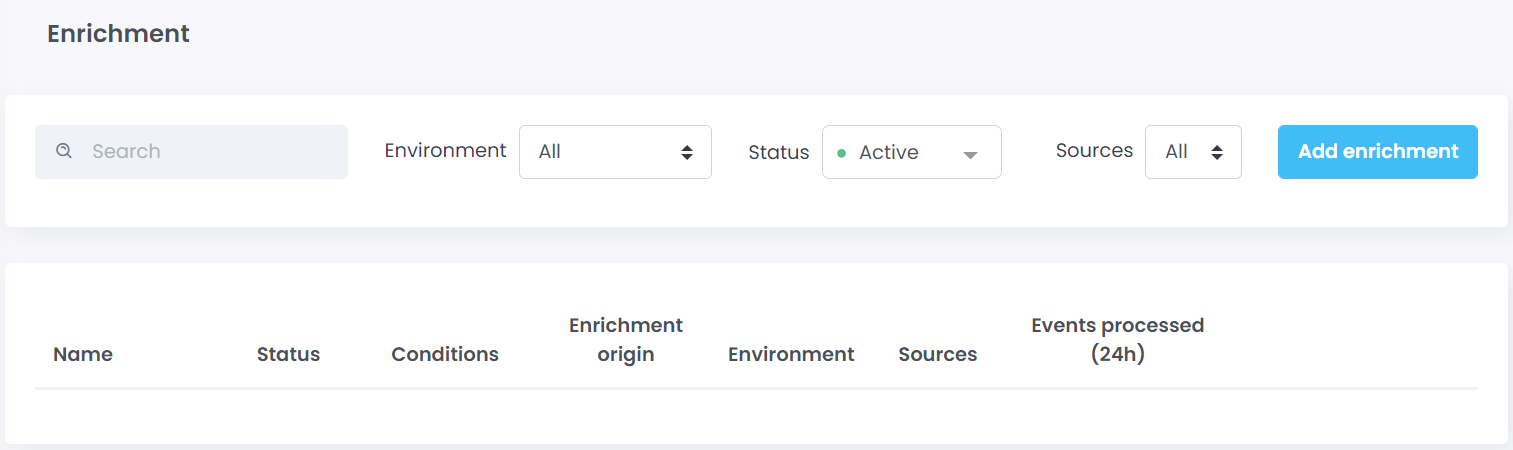 Enrichment
Search
Environment All
Status Active
Sources All
Add enrichment
Name
Status
Conditions
Enrichment
origin
Environment
Sources
Events processed
(24h)